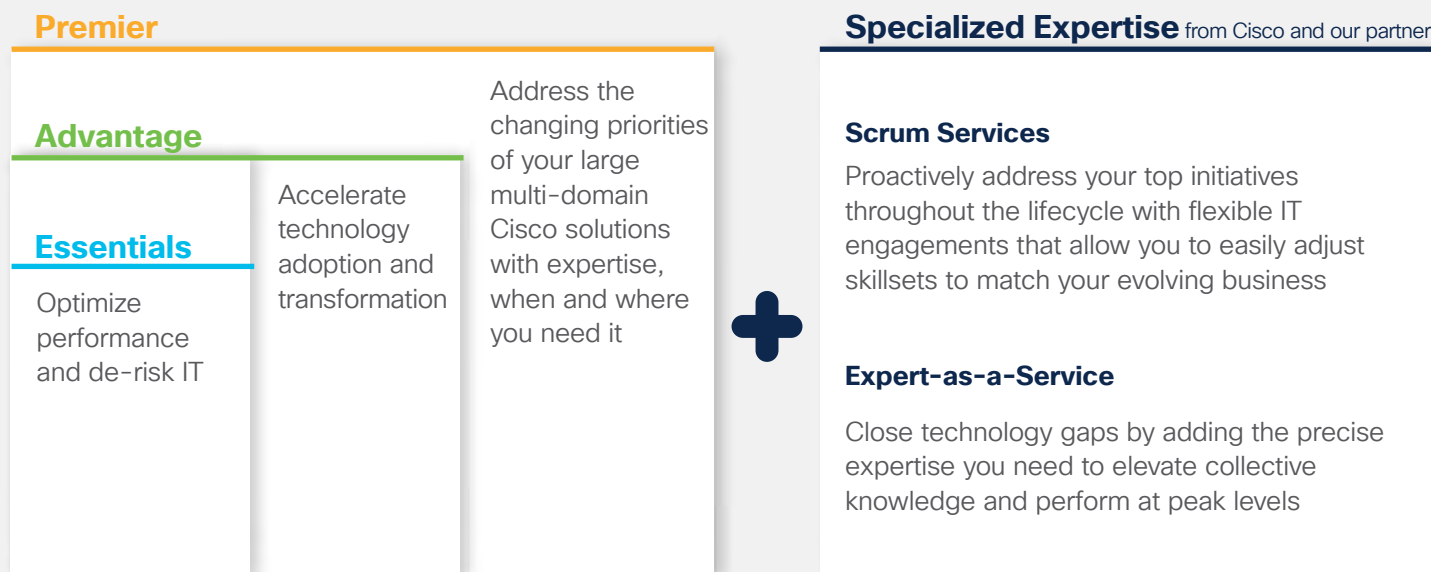 Premier
Advantage
Essentials
Optimize
performance
and de-risk IT
Accelerate
technology
adoption and
transformation
Address the
changing priorities
of your large
multi-domain
Cisco solutions
with expertise,
when and where
you need it
Specialized Expertise from Cisco and our partner
Scrum Services
Proactively address your top initiatives
throughout the lifecycle with flexible IT
engagements that allow you to easily adjust
skillsets to match your evolving business
Expert-as-a-Service
Close technology gaps by adding the precise
expertise you need to elevate collective
knowledge and perform at peak levels